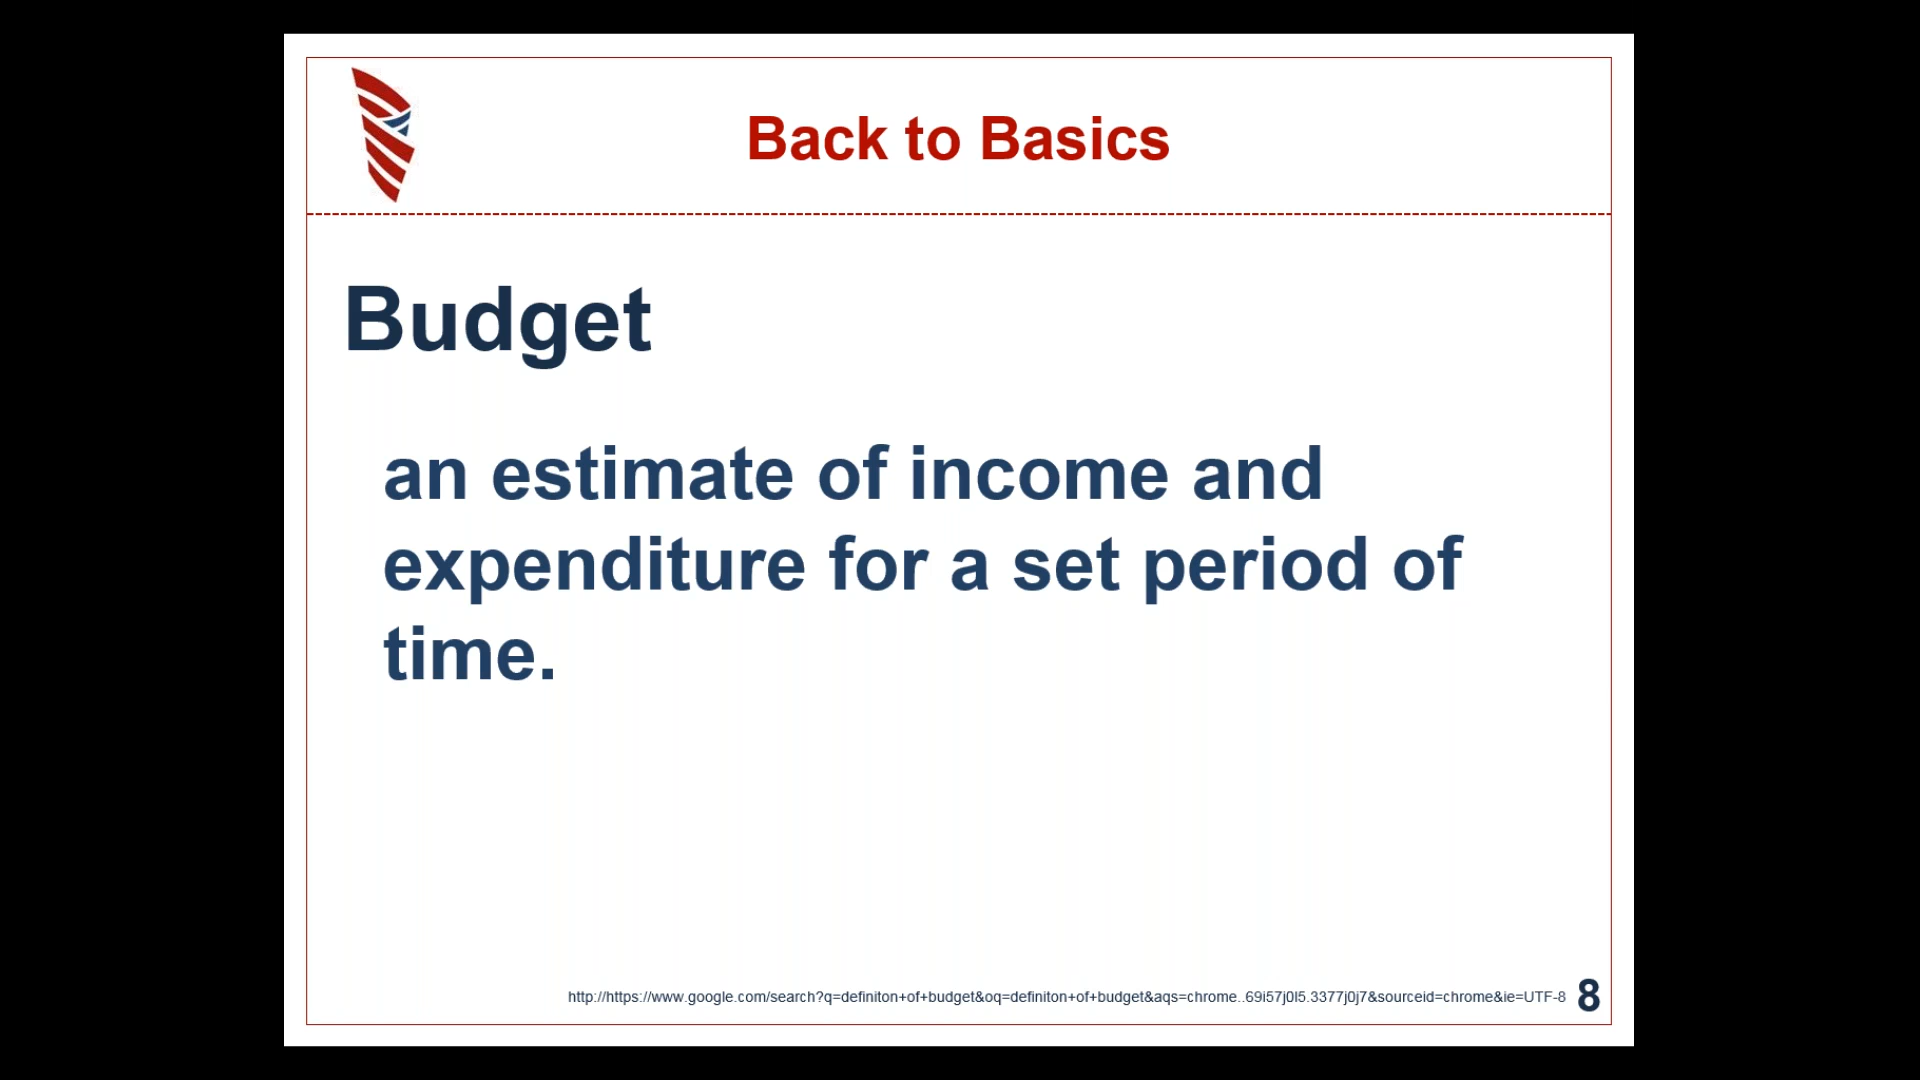 Back to Basics
Budget
an estimate of income and
expenditure for a set period of
time.
http://https://www.google.com/search?q=definiton+of+budget&oq=definiton+of+budget&aqs=chrome..69i57j0l5.3377j0j7&sourceid=chrome&ie=UTF-8
8